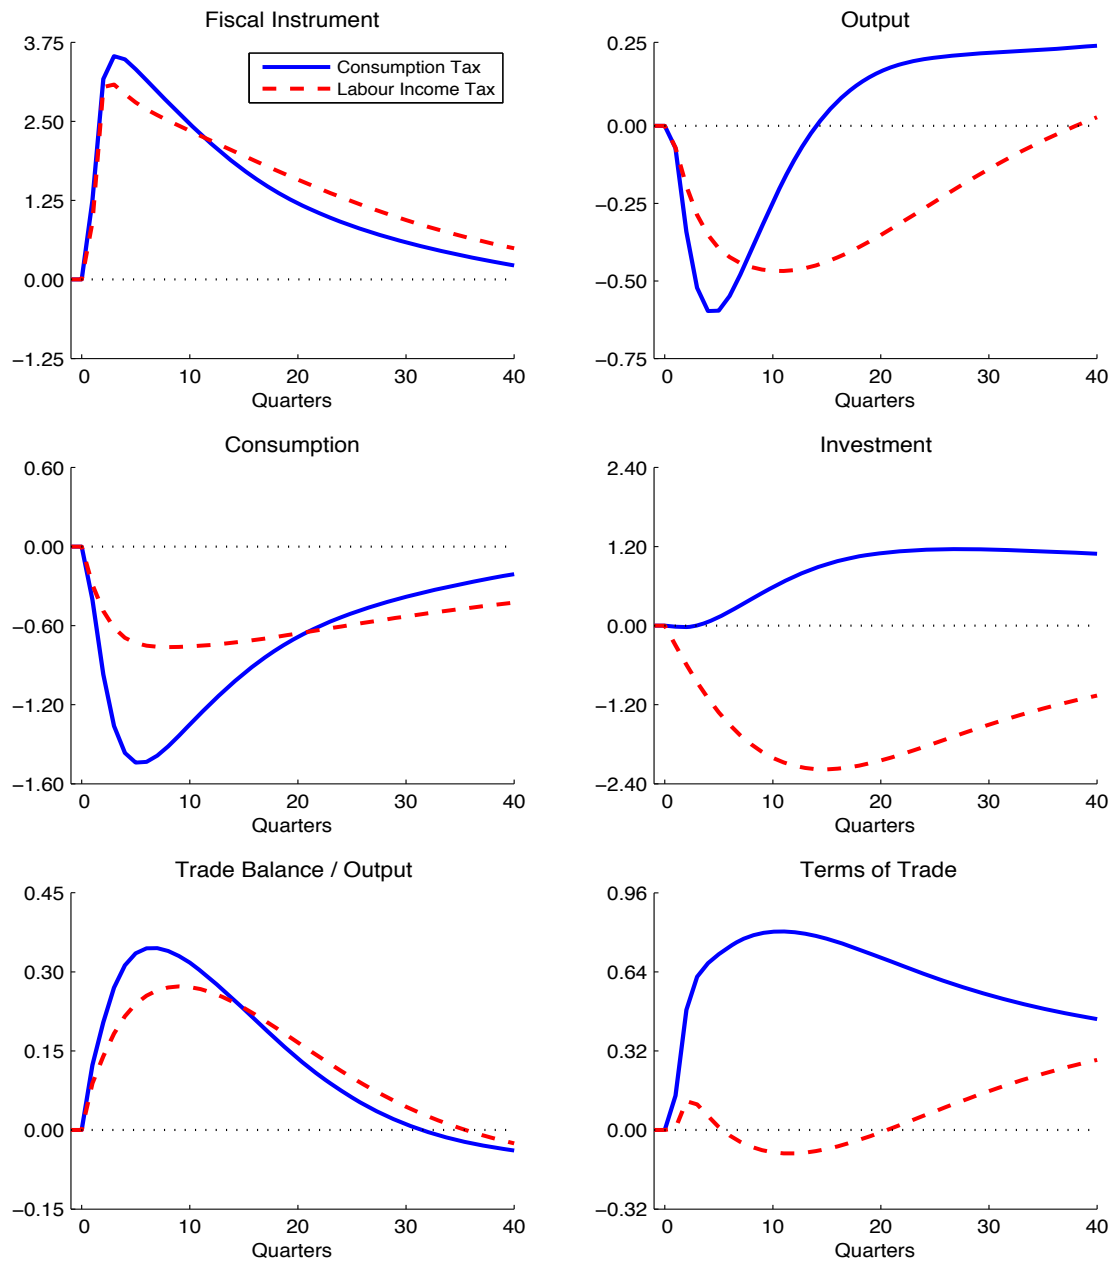 Fiscal Instrument
3.75
2.50
1.25
0.00
−1.25
Consumption Tax
Labour Income Tax
0 10 20 30 40
Quarters
Output
0.25
0.00
−0.25
−0.50
−0.75
0 10 20 30 40
Quarters
Consumption
0.60
0.00
−0.60
−1.20
−1.60
0 10 20 30 40
Quarters
Investment
2.40
1.20
0.00
−1.20
−2.40
0 10 20 30 40
Quarters
Trade Balance / Output
0.45
0.30
0.15
0.00
−0.15
0 10 20 30 40
Quarters
Terms of Trade
0.96
0.64
0.32
0.00
−0.32
0 10 20 30 40
Quarters